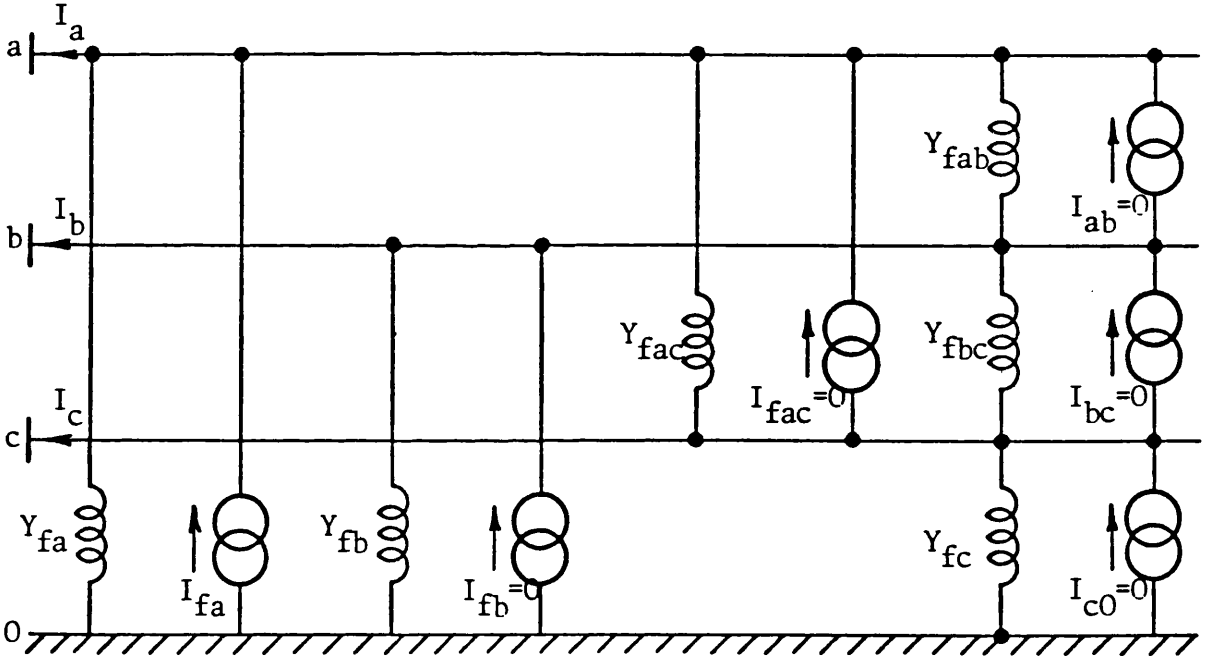 I_a
a
Y_fab
I_ab=0
I_b
b
Y_fac
I_fac=0
Y_fbc
I_bc=0
I_c
c
Y_fa
I_fa
Y_fb
I_fb=0
Y_fc
I_c0=0
0